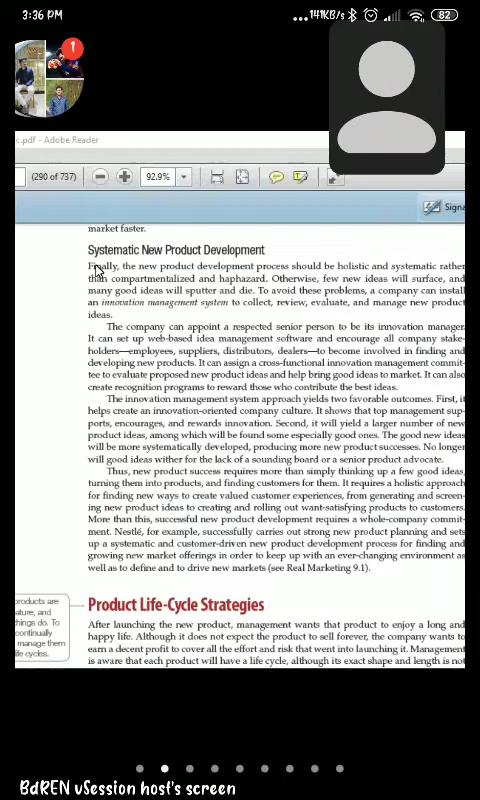 3:36 PM
...141KB/s
82
1
c.pdf - Adobe Reader
(290 of 737)
92.9%
Signa
market faster.
Systematic New Product Development
Finally, the new product development process should be holistic and systematic rather
than compartmentalized and haphazard. Otherwise, few new ideas will surface, and
many good ideas will sputter and die. To avoid these problems, a company can install
an innovation management system to collect, review, evaluate, and manage new product
ideas.
The company can appoint a respected senior person to be its innovation manager.
It can set up web-based idea management software and encourage all company stake-
holders—employees, suppliers, distributors, dealers—to become involved in finding and
developing new products. It can assign a cross-functional innovation management commit-
tee to evaluate proposed new product ideas and help bring good ideas to market. It can also
create recognition programs to reward those who contribute the best ideas.
The innovation management system approach yields two favorable outcomes. First, it
helps create an innovation-oriented company culture. It shows that top management sup-
ports, encourages, and rewards innovation. Second, it will yield a larger number of new
product ideas, among which will be found some especially good ones. The good new ideas
will be more systematically developed, producing more new product successes. No longer
will good ideas wither for the lack of a sounding board or a senior product advocate.
Thus, new product success requires more than simply thinking up a few good ideas,
turning them into products, and finding customers for them. It requires a holistic approach
for finding new ways to create valued customer experiences, from generating and screen-
ing new product ideas to creating and rolling out want-satisfying products to customers.
More than this, successful new product development requires a whole-company commit-
ment. Nestlé, for example, successfully carries out strong new product planning and sets
up a systematic and customer-driven new product development process for finding and
growing new market offerings in order to keep up with an ever-changing environment as
well as to define and to drive new markets (see Real Marketing 9.1).
products are
ature, and
things do. To
continually
manage them
life cycles.
Product Life-Cycle Strategies
After launching the new product, management wants that product to enjoy a long and
happy life. Although it does not expect the product to sell forever, the company wants to
earn a decent profit to cover all the effort and risk that went into launching it. Management
is aware that each product will have a life cycle, although its exact shape and length is not
BdREN vSession host's screen